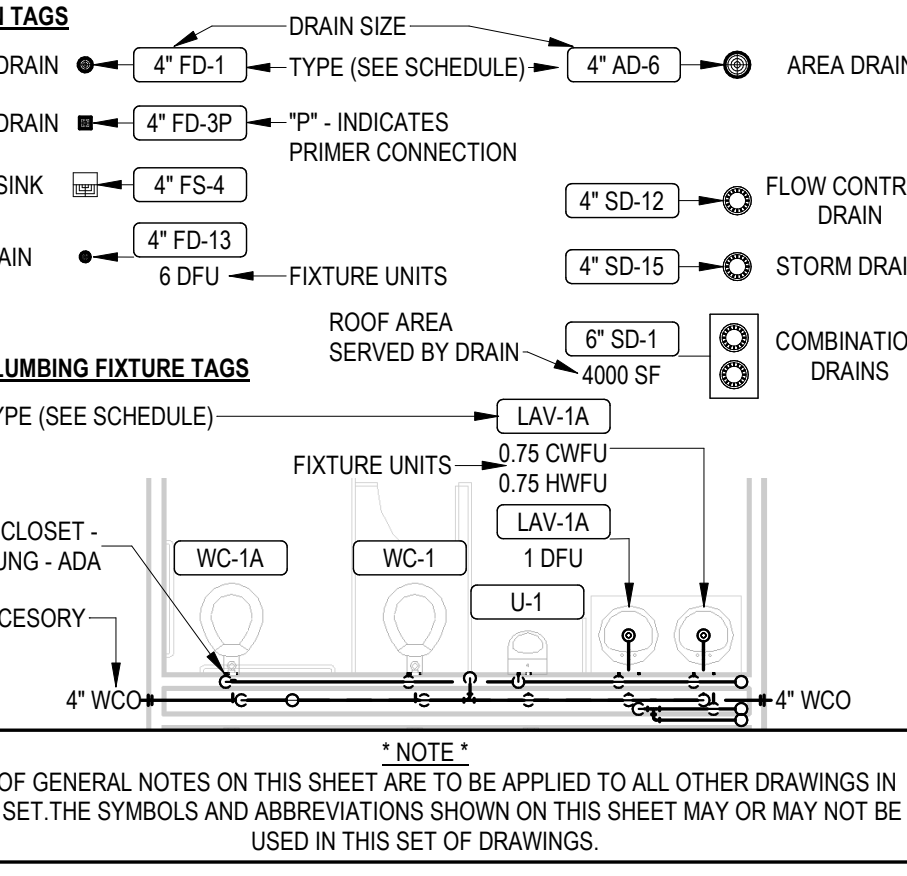 TAGS
DRAIN SIZE
DRAIN
4" FD-1
TYPE (SEE SCHEDULE)
4" AD-6
AREA DRAIN
DRAIN
4" FD-3P
"P" - INDICATES
PRIMER CONNECTION
SINK
4" FS-4
4" SD-12
FLOW CONTR
DRAIN
AIN
4" FD-13
6 DFU
FIXTURE UNITS
4" SD-15
STORM DRAI
ROOF AREA
SERVED BY DRAIN
6" SD-1
4000 SF
COMBINATIO
DRAINS
LUMBING FIXTURE TAGS
YPE (SEE SCHEDULE)
LAV-1A
FIXTURE UNITS
0.75 CWFU
0.75 HWFU
CLOSET -
UNG - ADA
WC-1A
WC-1
LAV-1A
1 DFU
U-1
CESORY
4" WCO
4" WCO
* NOTE *
OF GENERAL NOTES ON THIS SHEET ARE TO BE APPLIED TO ALL OTHER DRAWINGS IN
SET.THE SYMBOLS AND ABBREVIATIONS SHOWN ON THIS SHEET MAY OR MAY NOT BE
USED IN THIS SET OF DRAWINGS.